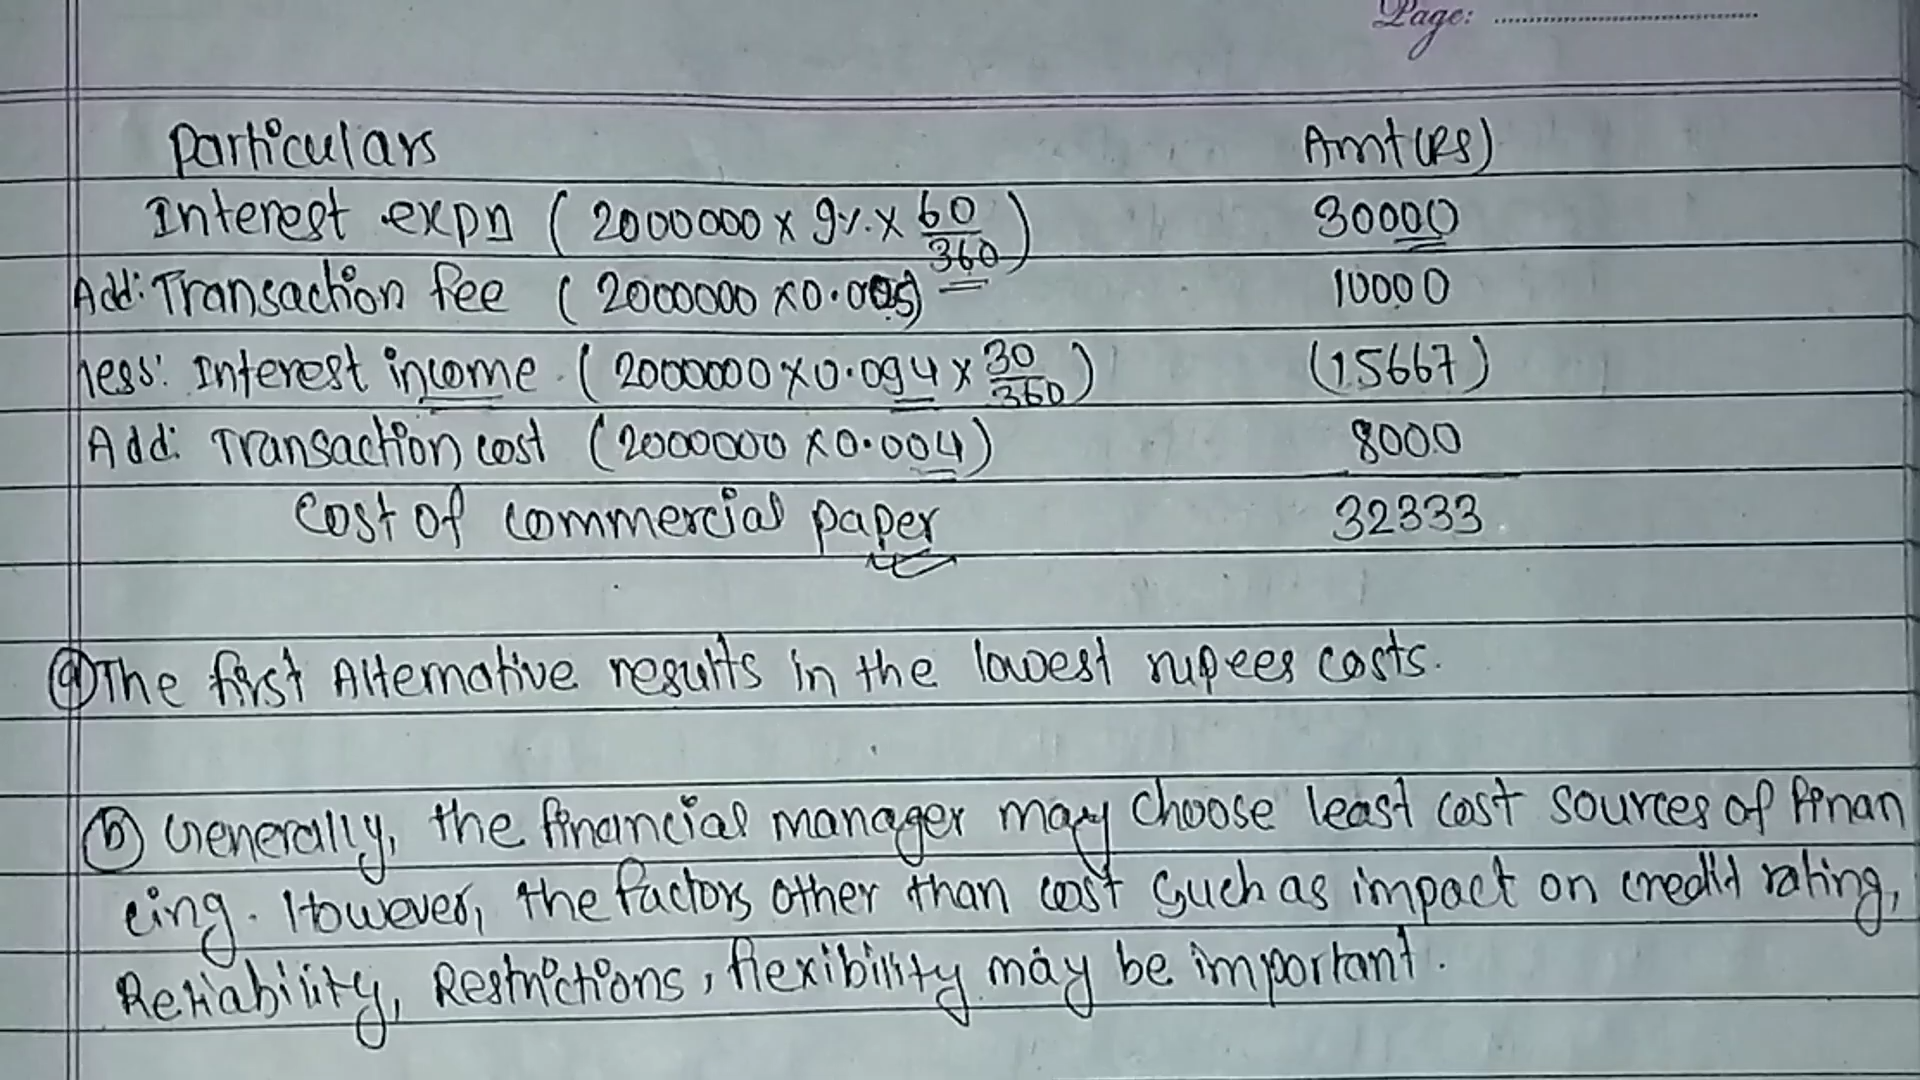 Page:
Particulars Amt (RS)
Interest expn (2000000 x 9% x 60/360) 30000
Add: Transaction fee (2000000 x 0.005) 10000
less: Interest income (2000000 x 0.094 x 30/360) (15667)
Add: Transaction cost (2000000 x 0.004) 8000
Cost of commercial paper 32333
(a) The first Alternative results in the lowest rupees costs.
(b) Generally, the financial manager may choose least cost sources of finan
cing. However, the factors other than cost such as impact on credit rating,
Reliability, Restrictions, flexibility may be important.